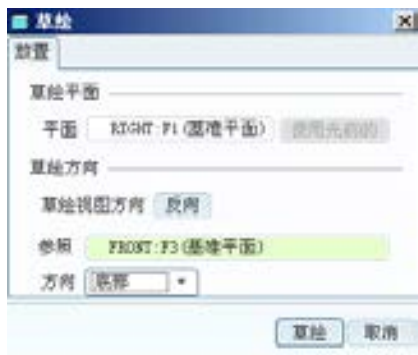 草绘
放置
草绘平面
平面 RIGHT:F1(基准平面) 使用先前的
草绘方向
草绘视图方向 反向
参照 FRONT:F3(基准平面)
方向 底部
草绘 取消